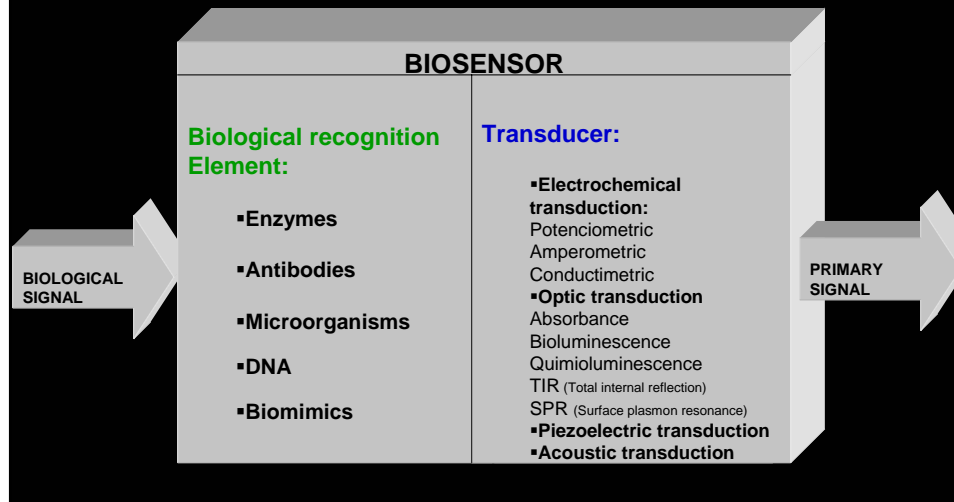 BIOSENSOR
BIOLOGICAL
SIGNAL
Biological recognition
Element:
▪Enzymes
▪Antibodies
▪Microorganisms
▪DNA
▪Biomimics
Transducer:
▪Electrochemical
transduction:
Potenciometric
Amperometric
Conductimetric
▪Optic transduction
Absorbance
Bioluminescence
Quimioluminescence
TIR (Total internal reflection)
SPR (Surface plasmon resonance)
▪Piezoelectric transduction
▪Acoustic transduction
PRIMARY
SIGNAL